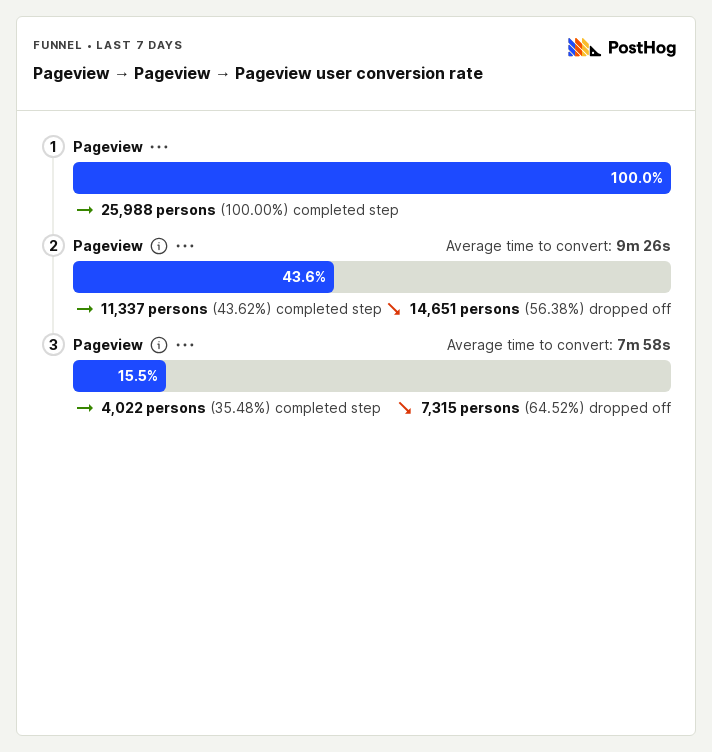 FUNNEL • LAST 7 DAYS
PostHog
Pageview → Pageview → Pageview user conversion rate
1 Pageview ···
100.0%
→ 25,988 persons (100.00%) completed step
2 Pageview i ··· Average time to convert: 9m 26s
43.6%
→ 11,337 persons (43.62%) completed step ↘ 14,651 persons (56.38%) dropped off
3 Pageview i ··· Average time to convert: 7m 58s
15.5%
→ 4,022 persons (35.48%) completed step ↘ 7,315 persons (64.52%) dropped off